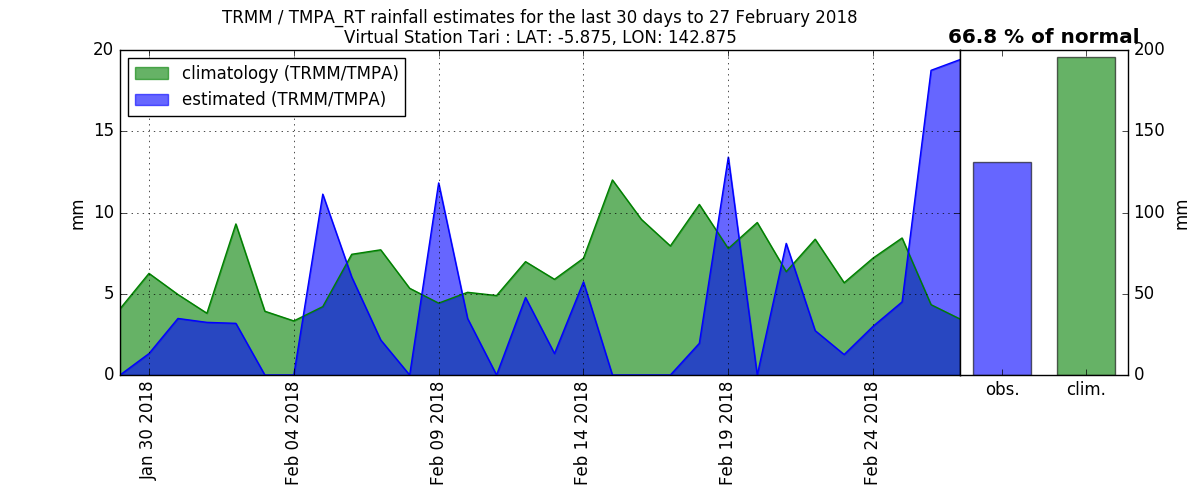 TRMM / TMPA_RT rainfall estimates for the last 30 days to 27 February 2018
Virtual Station Tari : LAT: -5.875, LON: 142.875
66.8 % of normal
climatology (TRMM/TMPA)
estimated (TRMM/TMPA)
20
15
10
5
0
mm
200
150
100
50
0
mm
Jan 30 2018
Feb 04 2018
Feb 09 2018
Feb 14 2018
Feb 19 2018
Feb 24 2018
obs.
clim.